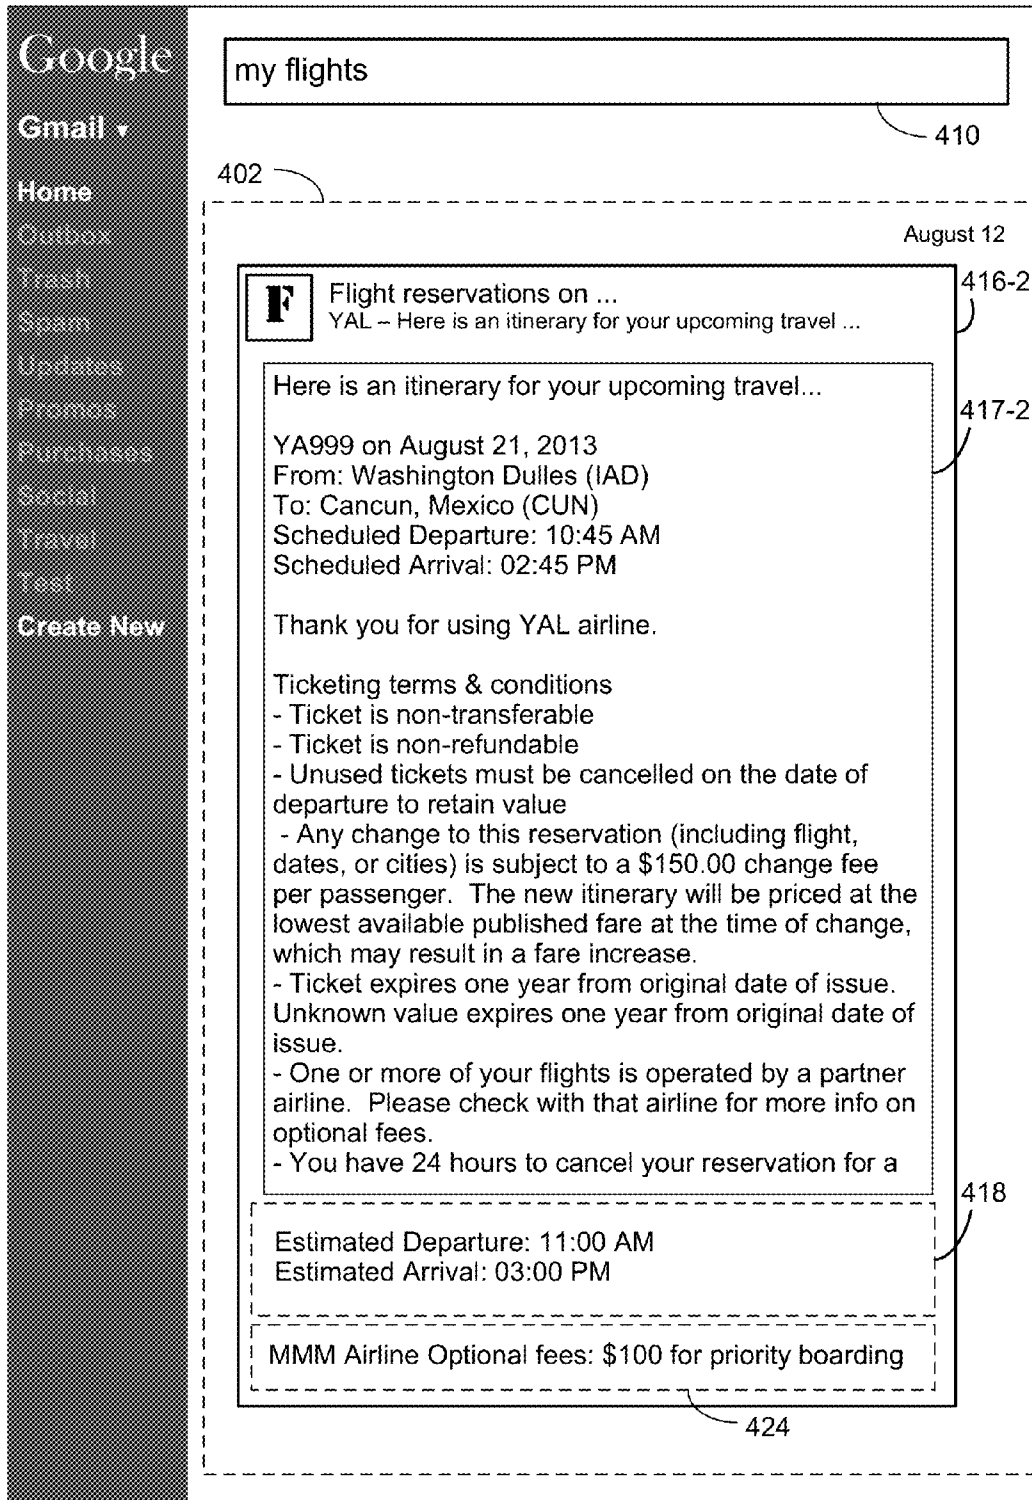 Google
Gmail ▾
Home
Outbox
Trash
Spam
Updates
Promos
Purchases
Social
Travel
Test
Create New
my flights
410
402
August 12
416-2
F
Flight reservations on ...
YAL – Here is an itinerary for your upcoming travel ...
417-2
Here is an itinerary for your upcoming travel...
YA999 on August 21, 2013
From: Washington Dulles (IAD)
To: Cancun, Mexico (CUN)
Scheduled Departure: 10:45 AM
Scheduled Arrival: 02:45 PM
Thank you for using YAL airline.
Ticketing terms & conditions
- Ticket is non-transferable
- Ticket is non-refundable
- Unused tickets must be cancelled on the date of
departure to retain value
- Any change to this reservation (including flight,
dates, or cities) is subject to a $150.00 change fee
per passenger.  The new itinerary will be priced at the
lowest available published fare at the time of change,
which may result in a fare increase.
- Ticket expires one year from original date of issue.
Unknown value expires one year from original date of
issue.
- One or more of your flights is operated by a partner
airline.  Please check with that airline for more info on
optional fees.
- You have 24 hours to cancel your reservation for a
418
Estimated Departure: 11:00 AM
Estimated Arrival: 03:00 PM
MMM Airline Optional fees: $100 for priority boarding
424